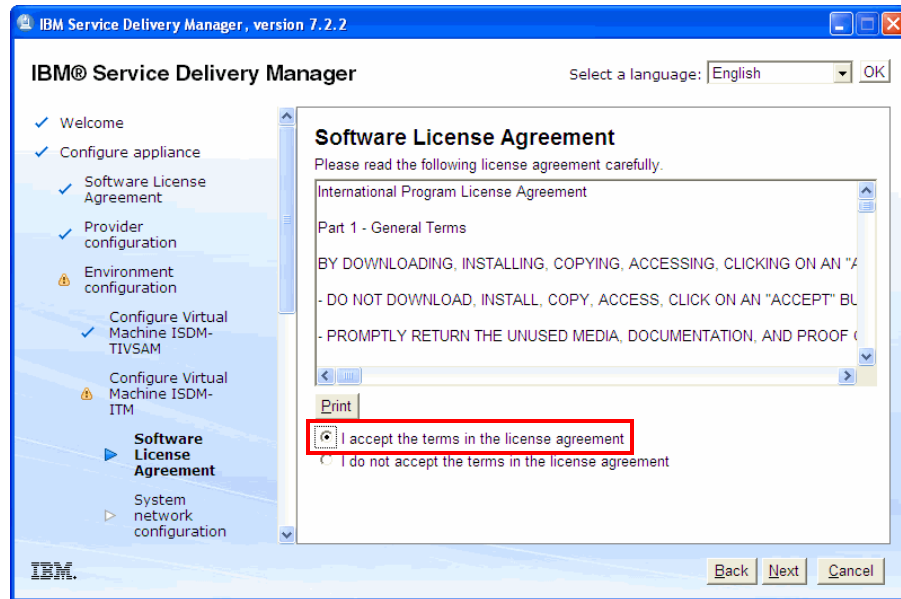 IBM Service Delivery Manager, version 7.2.2
IBM® Service Delivery Manager
Select a language:
English
OK
Welcome
Configure appliance
Software License
Agreement
Provider
configuration
Environment
configuration
Configure Virtual
Machine ISDM-
TIVSAM
Configure Virtual
Machine ISDM-
ITM
Software
License
Agreement
System
network
configuration
Software License Agreement
Please read the following license agreement carefully.
International Program License Agreement
Part 1 - General Terms
BY DOWNLOADING, INSTALLING, COPYING, ACCESSING, CLICKING ON AN "A
- DO NOT DOWNLOAD, INSTALL, COPY, ACCESS, CLICK ON AN "ACCEPT" BU
- PROMPTLY RETURN THE UNUSED MEDIA, DOCUMENTATION, AND PROOF
Print
I accept the terms in the license agreement
I do not accept the terms in the license agreement
IBM.
Back
Next
Cancel